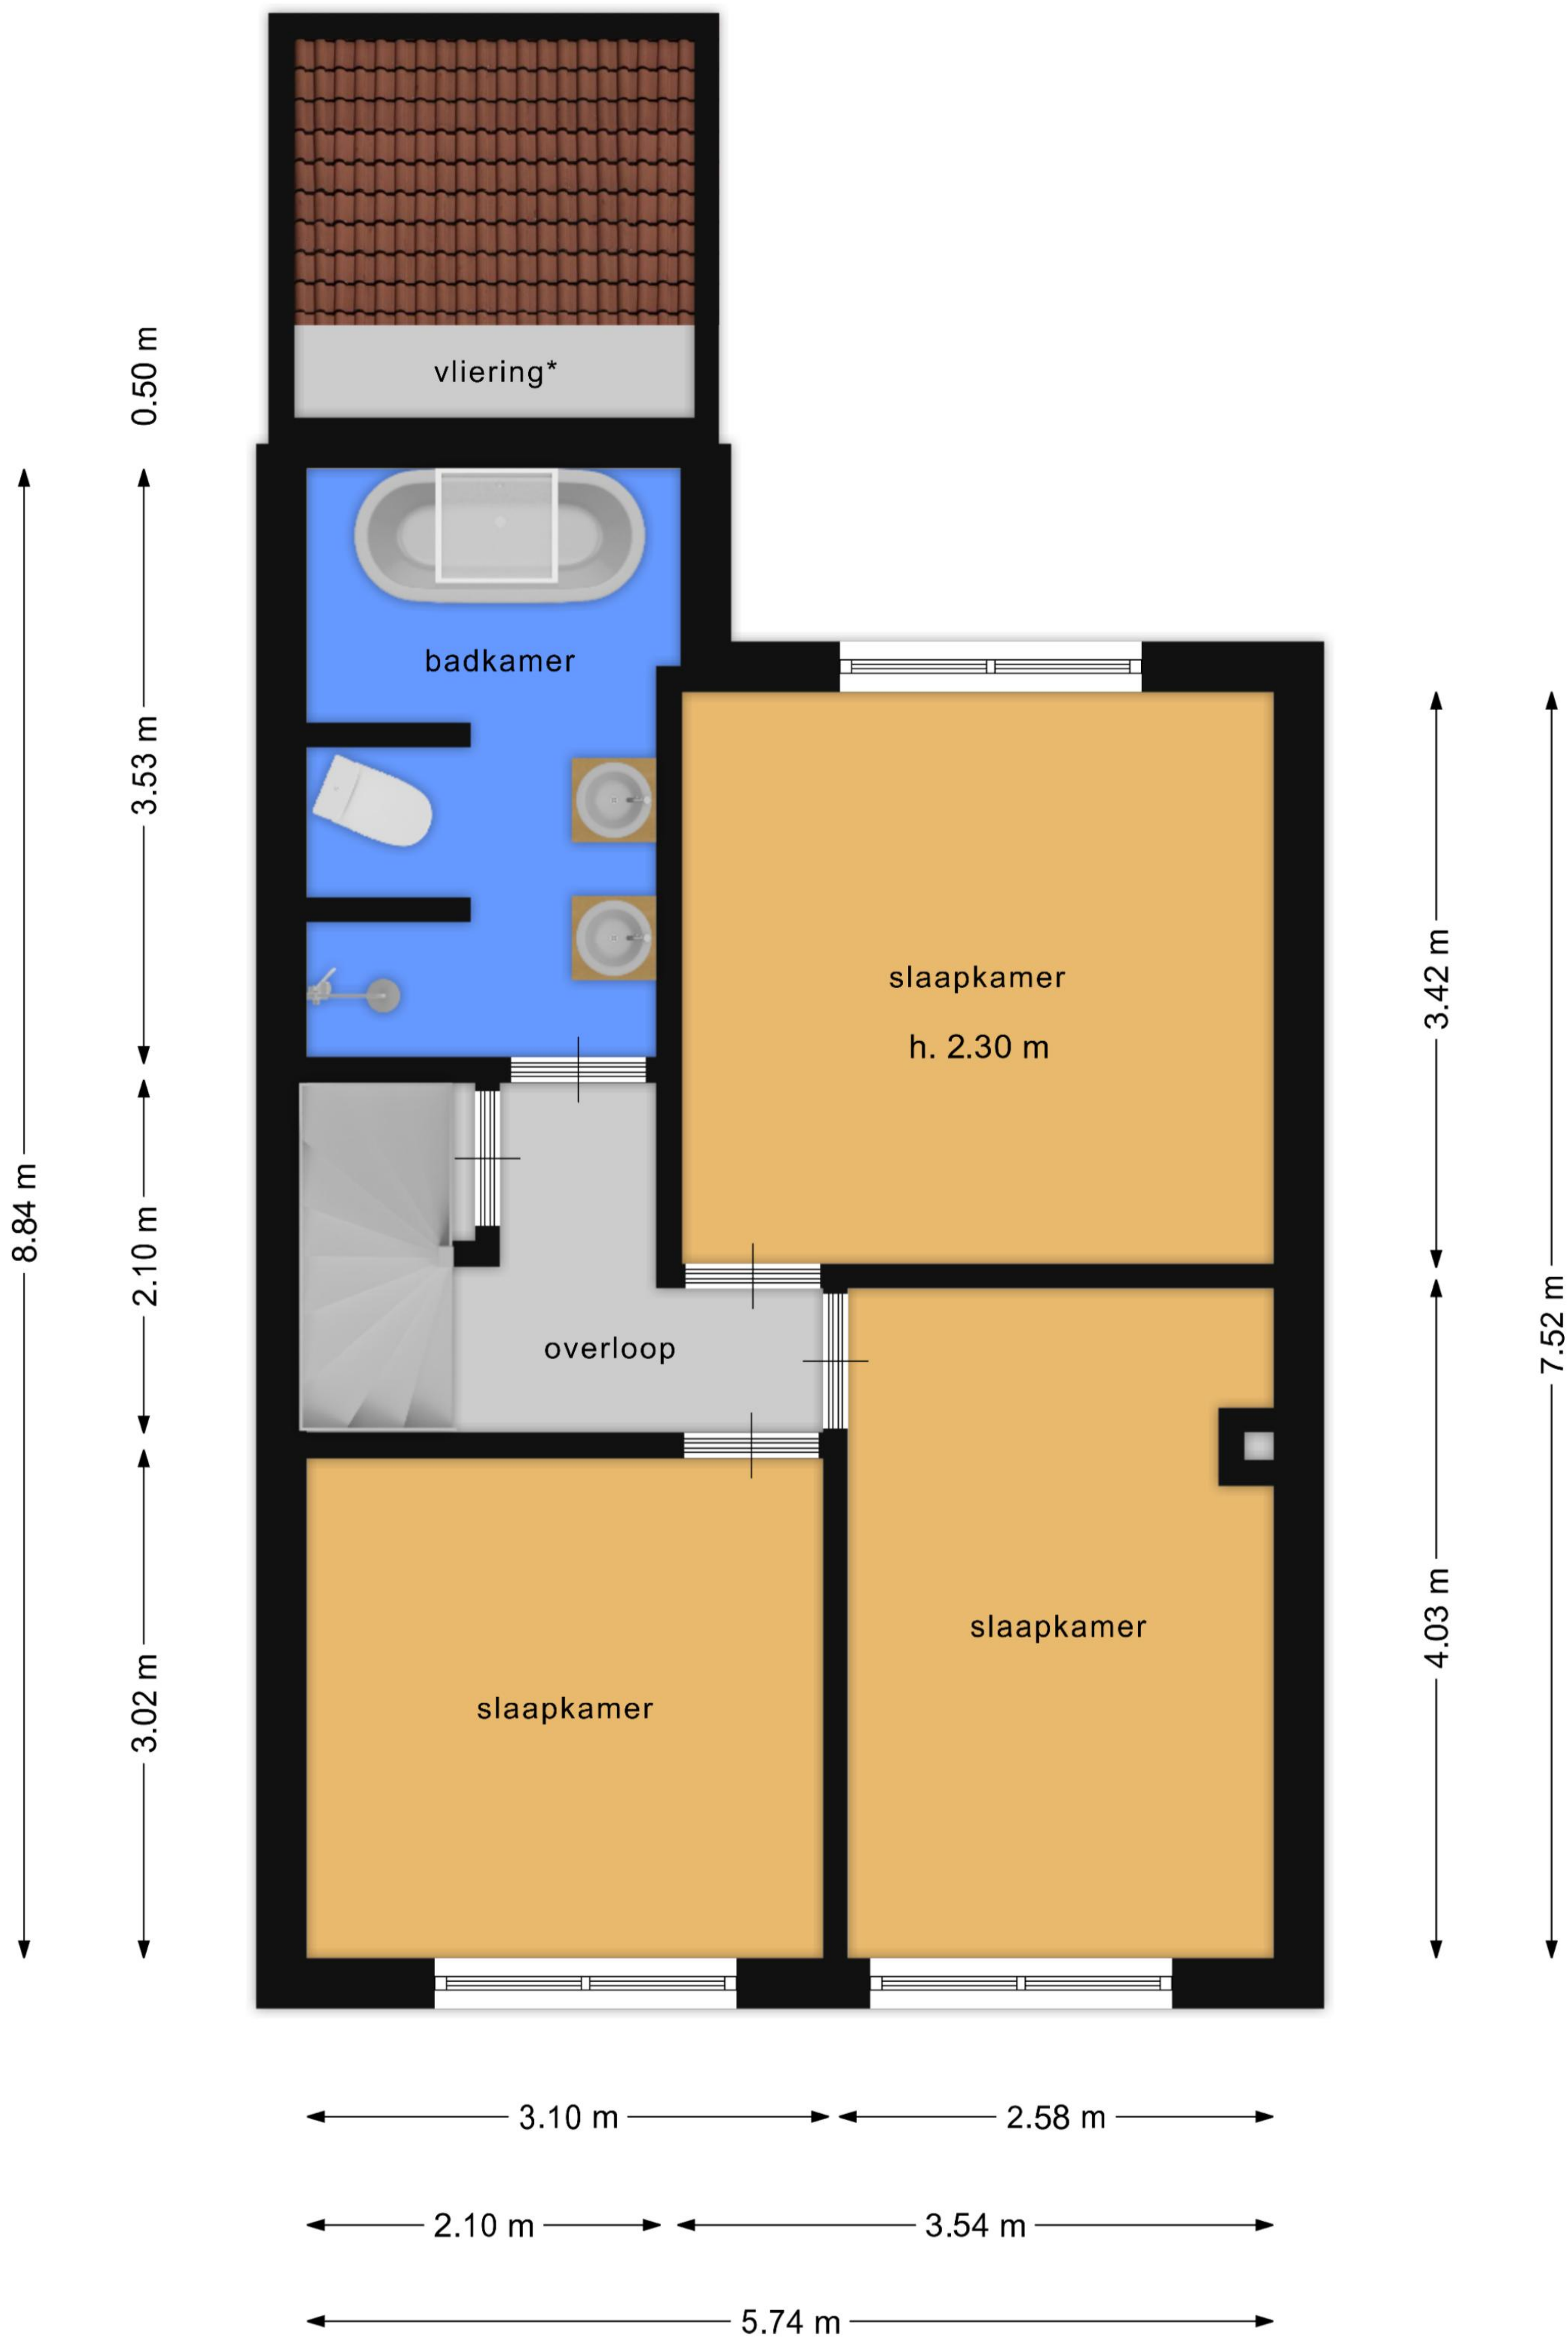 0.50 m
vliering*
badkamer
3.53 m
3.42 m
slaapkamer
h. 2.30 m
8.84 m
2.10 m
7.52 m
overloop
4.03 m
slaapkamer
3.02 m
slaapkamer
3.10 m
2.58 m
2.10 m
3.54 m
5.74 m